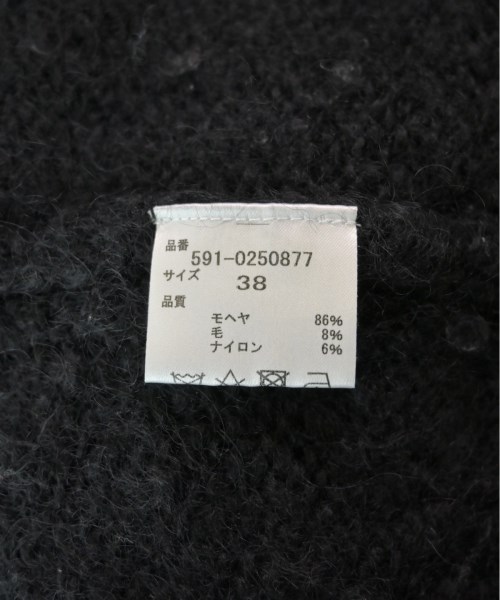 品番
591-0250877
サイズ
38
品質
モヘヤ 86%
毛 8%
ナイロン 6%